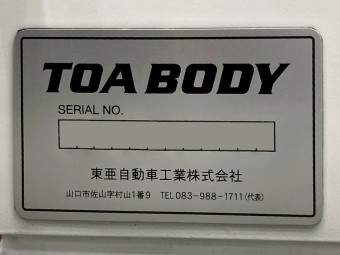 TOA BODY
SERIAL NO.
東亜自動車工業株式会社
山口市佐山字村山1番9 TEL 083-988-1711(代表)